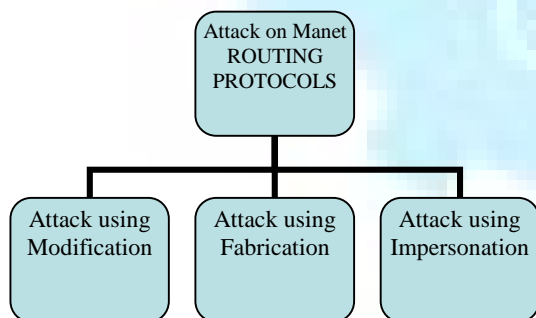 Attack on Manet
ROUTING
PROTOCOLS
Attack using
Modification
Attack using
Fabrication
Attack using
Impersonation